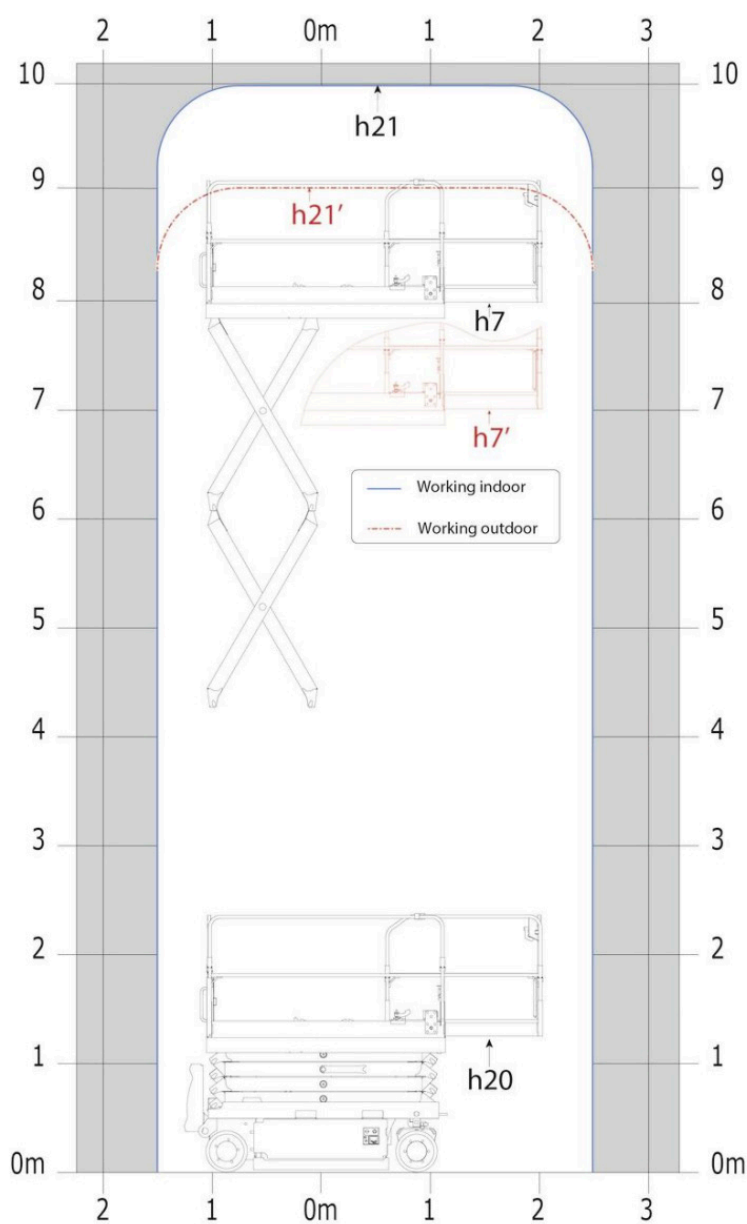 2 1 0m 1 2 3
10 10
h21
9 9
h21’
8 8
h7
7 7
h7’
Working indoor
6 6
Working outdoor
5 5
4 4
3 3
2 2
1 1
h20
0m 0m
2 1 0m 1 2 3